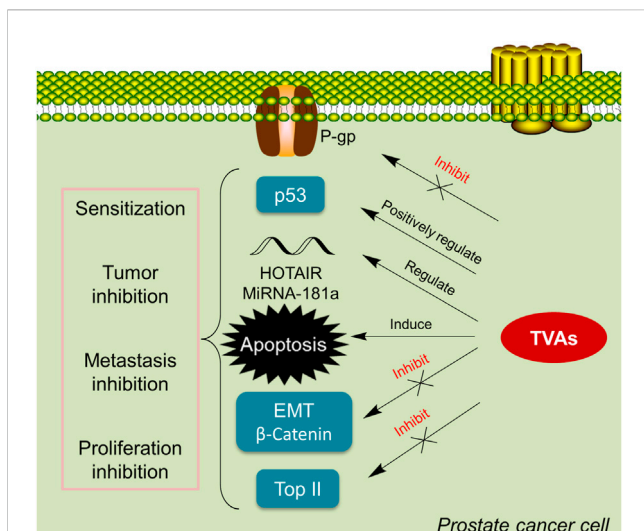 P-gp
Inhibit
Sensitization
p53
Positively regulate
Tumor
inhibition
HOTAIR
MiRNA-181a
Regulate
Apoptosis
Induce
TVAs
Metastasis
inhibition
Inhibit
EMT
β-Catenin
Inhibit
Proliferation
inhibition
Top II
Prostate cancer cell